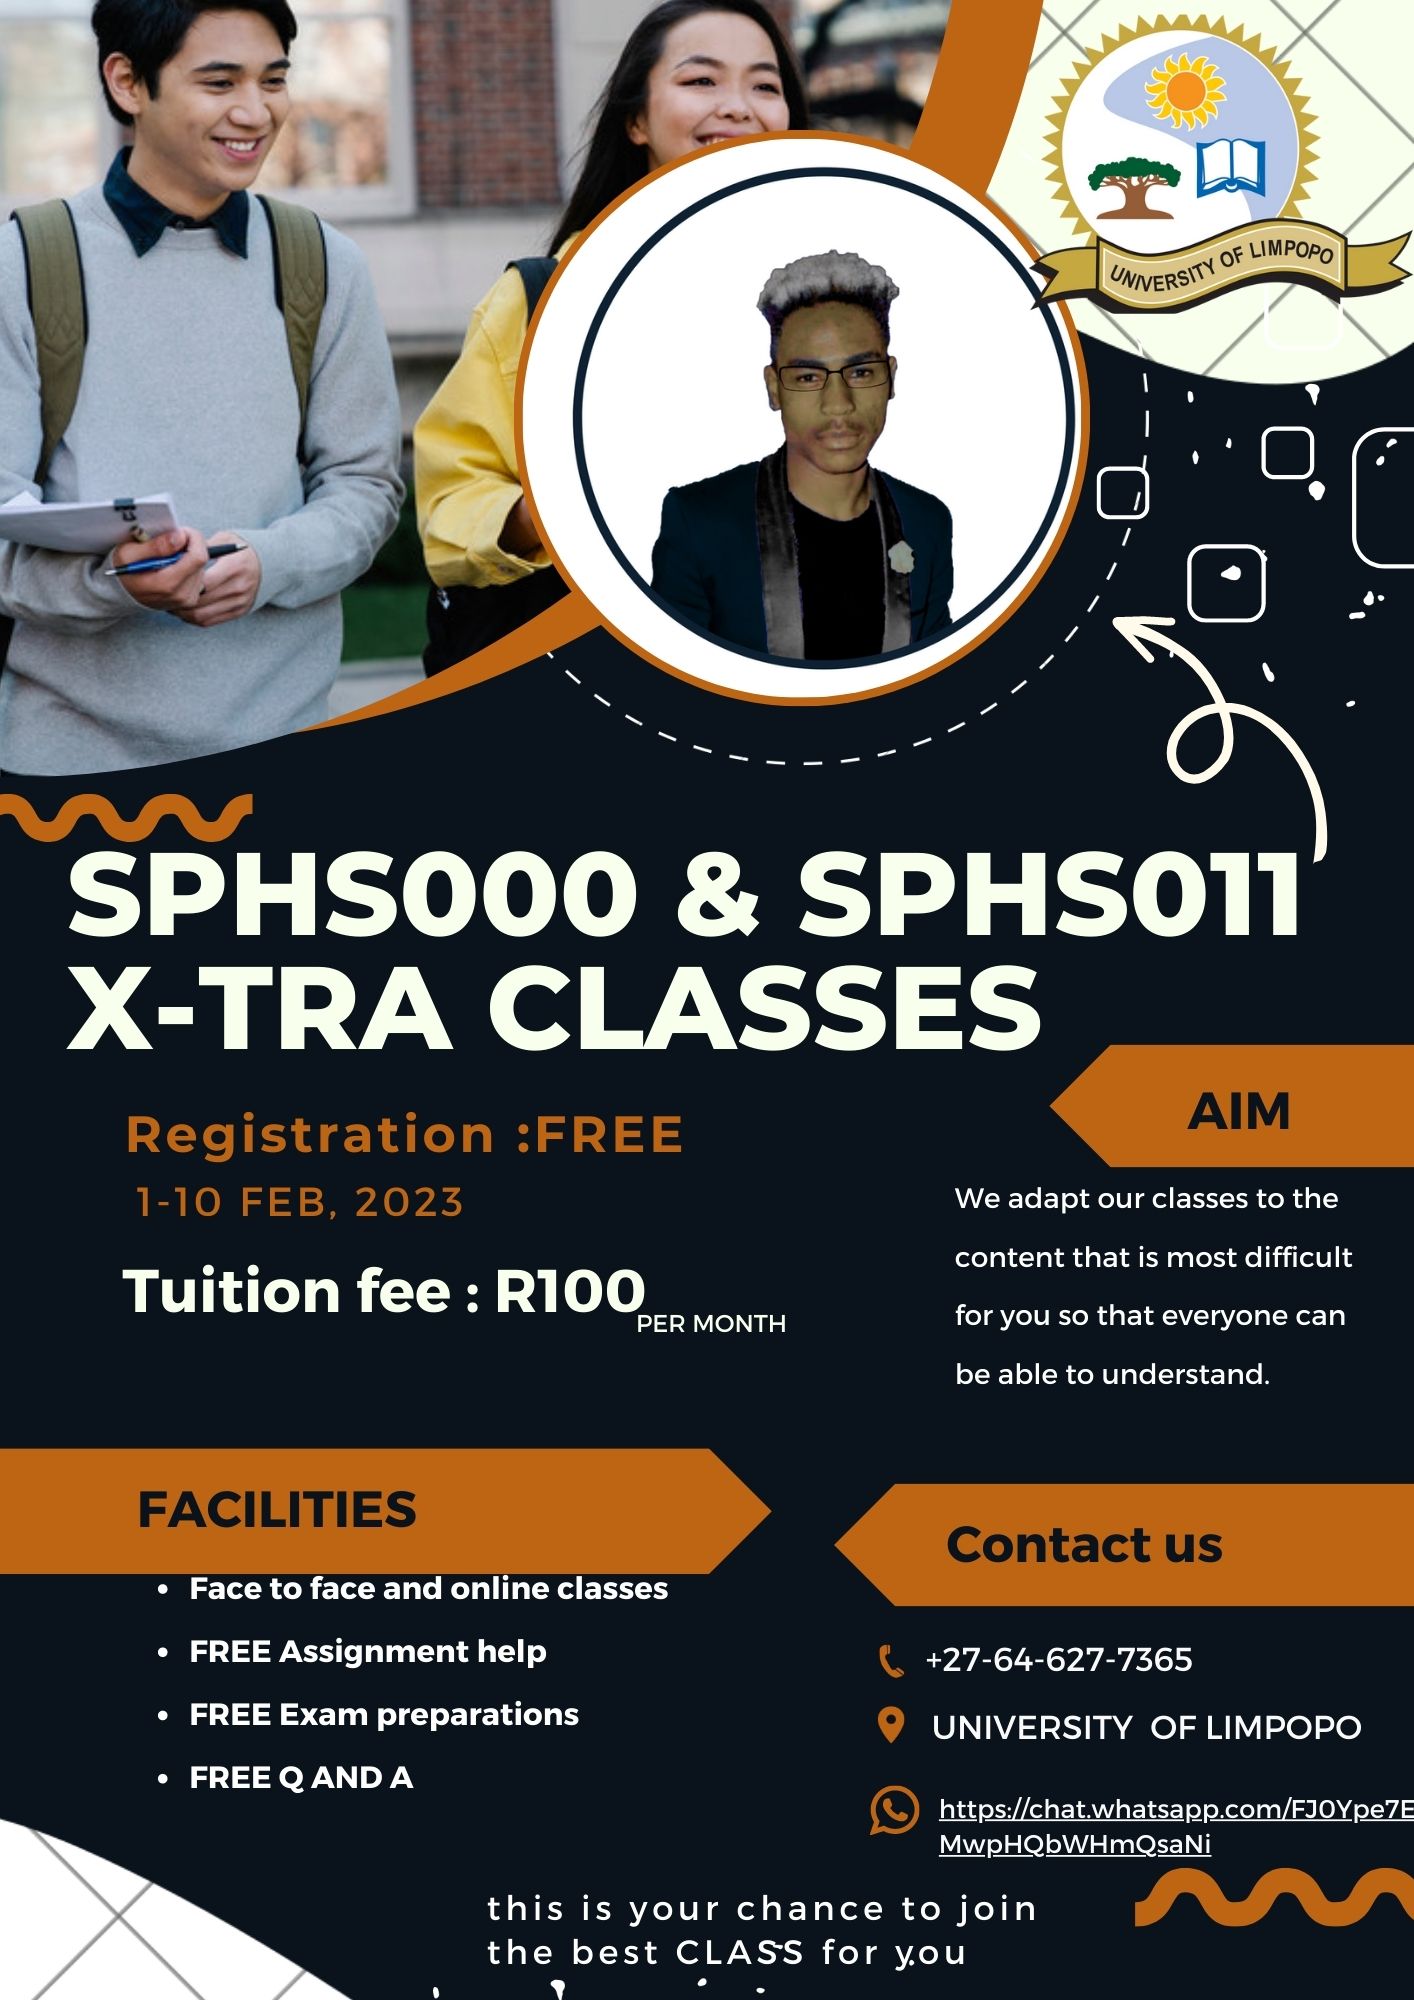 UNIVERSITY OF LIMPOPO
SPHS000 & SPHS011
X-TRA CLASSES
Registration :FREE
1-10 FEB, 2023
Tuition fee : R100
PER MONTH
AIM
We adapt our classes to the
content that is most difficult
for you so that everyone can
be able to understand.
FACILITIES
• Face to face and online classes
• FREE Assignment help
• FREE Exam preparations
• FREE Q AND A
Contact us
+27-64-627-7365
UNIVERSITY OF LIMPOPO
https://chat.whatsapp.com/FJ0Ype7E
MwpHQbWHmQsaNi
this is your chance to join
the best CLASS for you